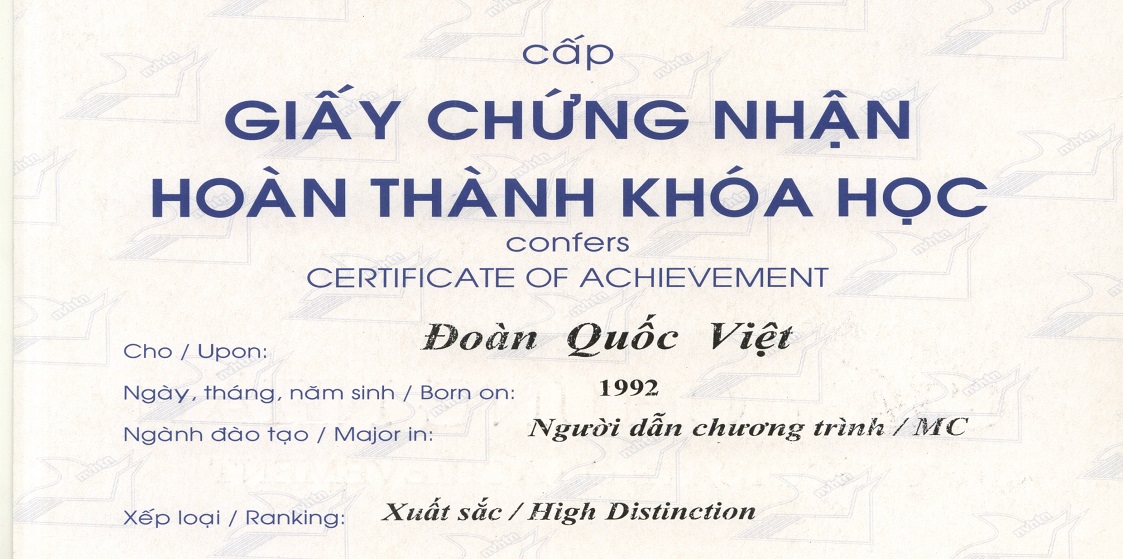 cấp
GIẤY CHỨNG NHẬN
HOÀN THÀNH KHÓA HỌC
confers
CERTIFICATE OF ACHIEVEMENT
Cho / Upon: Đoàn Quốc Việt
Ngày, tháng, năm sinh / Born on: 1992
Ngành đào tạo / Major in: Người dẫn chương trình / MC
Xếp loại / Ranking: Xuất sắc / High Distinction